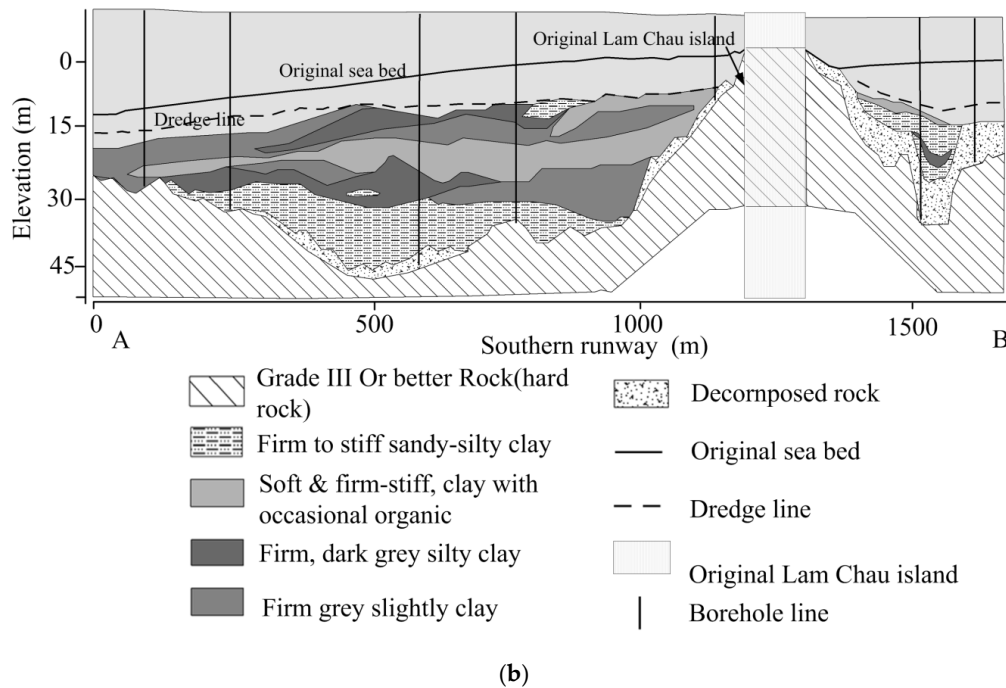 Original Lam Chau island
Original sea bed
Dredge line
Elevation (m)
0
15
30
45
0
500
1000
1500
A
Southern runway (m)
B
Grade III Or better Rock(hard
rock)
Firm to stiff sandy-silty clay
Soft & firm-stiff, clay with
occasional organic
Firm, dark grey silty clay
Firm grey slightly clay
Decornposed rock
Original sea bed
Dredge line
Original Lam Chau island
Borehole line
(b)